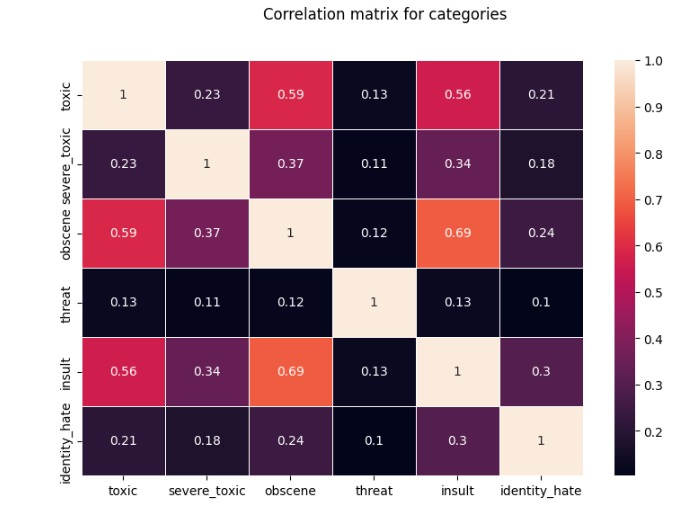 Correlation matrix for categories
toxic 1 0.23 0.59 0.13 0.56 0.21
severe_toxic 0.23 1 0.37 0.11 0.34 0.18
obscene 0.59 0.37 1 0.12 0.69 0.24
threat 0.13 0.11 0.12 1 0.13 0.1
insult 0.56 0.34 0.69 0.13 1 0.3
identity_hate 0.21 0.18 0.24 0.1 0.3 1
toxic severe_toxic obscene threat insult identity_hate
1.0
0.9
0.8
0.7
0.6
0.5
0.4
0.3
0.2